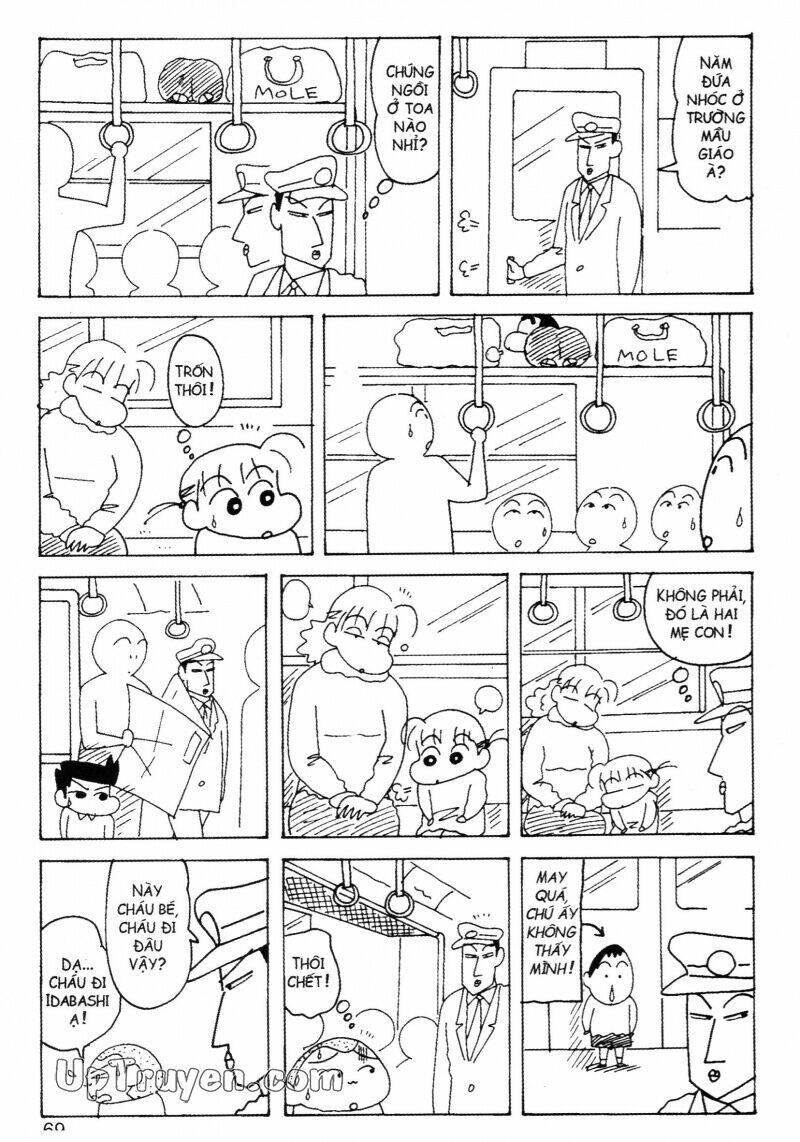 NĂM
ĐỨA
NHÓC Ở
TRƯỜNG
MẪU
GIÁO
À?
CHÚNG
NGỒI
Ở TOA
NÀO
NHỈ?
MOLE
MOLE
TRỐN
THÔI!
KHÔNG PHẢI,
ĐÓ LÀ HAI
MẸ CON!
MAY
QUÁ,
CHÚ ẤY
KHÔNG
THẤY
MÌNH!
THÔI
CHẾT!
NÀY
CHÁU BÉ,
CHÁU ĐI
ĐÂU
VẬY?
DẠ...
CHÁU ĐI
IDABASHI
Ạ!
UpTruyen.com
69